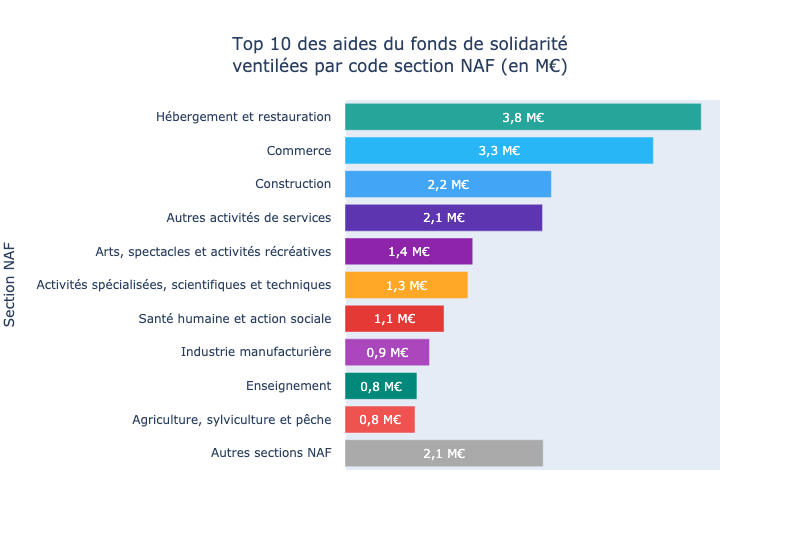 Top 10 des aides du fonds de solidarité
ventilées par code section NAF (en M€)
Section NAF
Hébergement et restauration
3,8 M€
Commerce
3,3 M€
Construction
2,2 M€
Autres activités de services
2,1 M€
Arts, spectacles et activités récréatives
1,4 M€
Activités spécialisées, scientifiques et techniques
1,3 M€
Santé humaine et action sociale
1,1 M€
Industrie manufacturière
0,9 M€
Enseignement
0,8 M€
Agriculture, sylviculture et pêche
0,8 M€
Autres sections NAF
2,1 M€